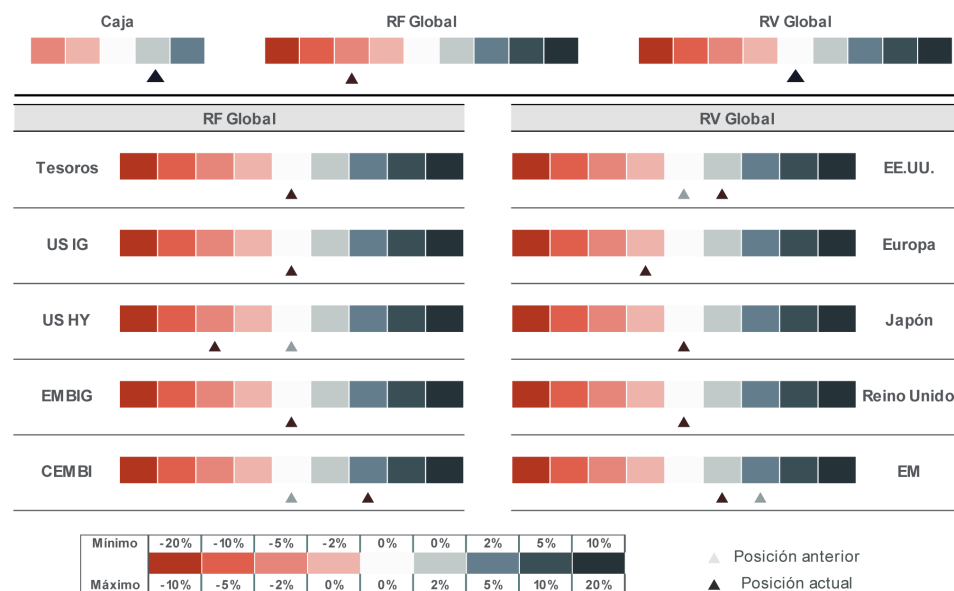 Caja RF Global RV Global
RF Global RV Global
Tesoros EE.UU.
US IG Europa
US HY Japón
EMBIG Reino Unido
CEMBI EM
Mínimo -20% -10% -5% -2% 0% 0% 2% 5% 10%
Posición anterior
Máximo -10% -5% -2% 0% 0% 2% 5% 10% 20%
Posición actual